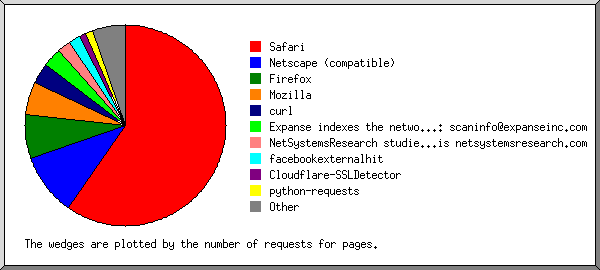 Safari
Netscape (compatible)
Firefox
Mozilla
curl
Expanse indexes the netwo...: scaninfo@expanseinc.com
NetSystemsResearch studie...is netsystemsresearch.com
facebookexternalhit
Cloudflare-SSLDetector
python-requests
Other
The wedges are plotted by the number of requests for pages.